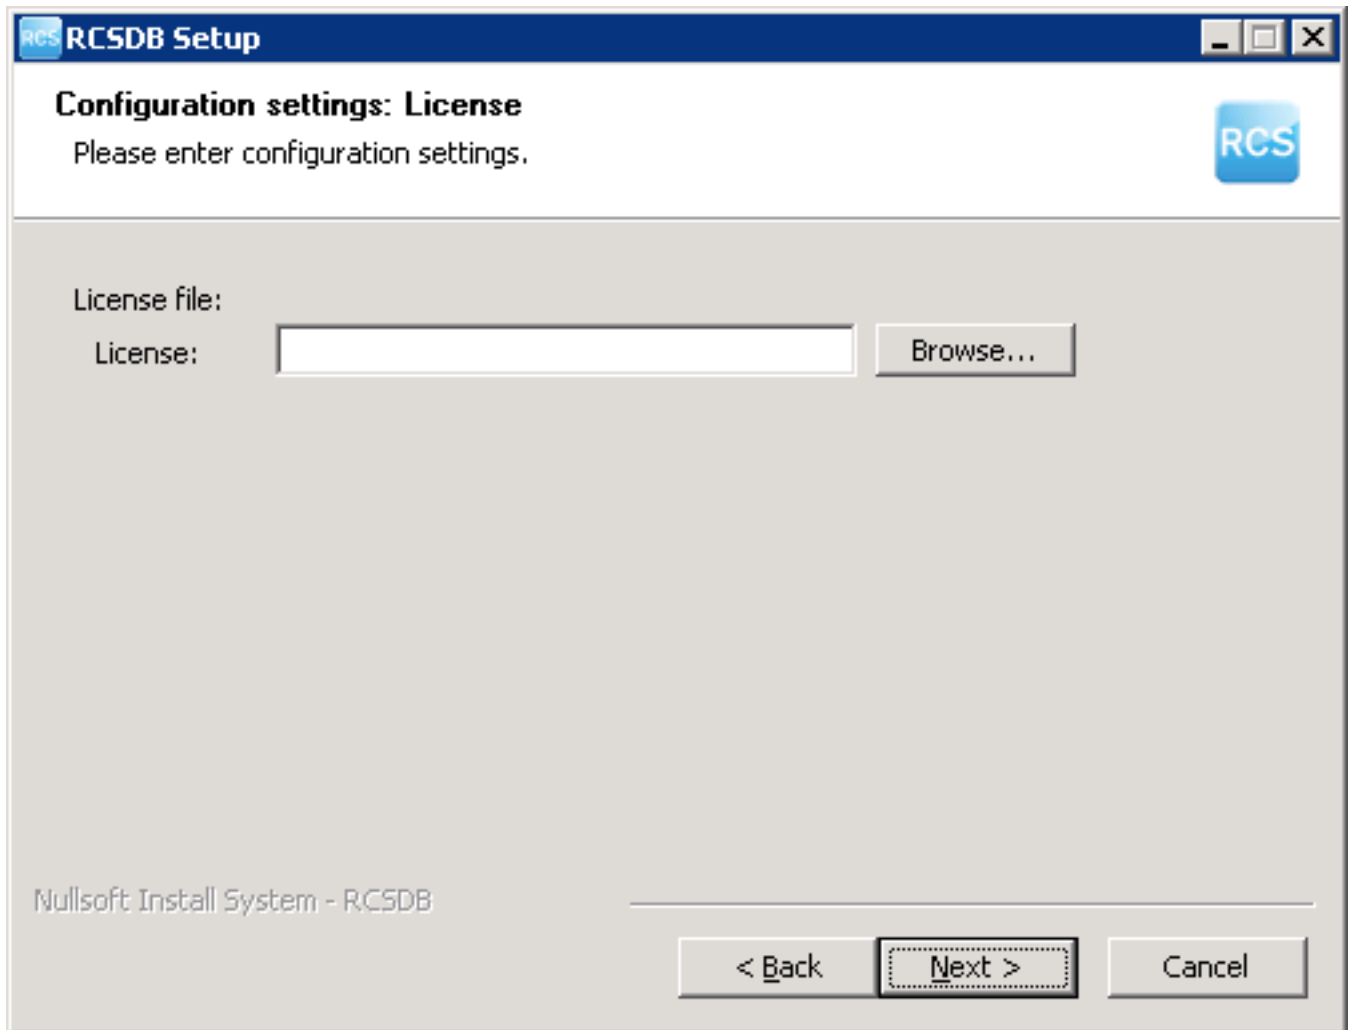 RCS RCSDB Setup
Configuration settings: License
Please enter configuration settings.
RCS
License file:
License:
Browse...
Nullsoft Install System - RCSDB
< Back
Next >
Cancel